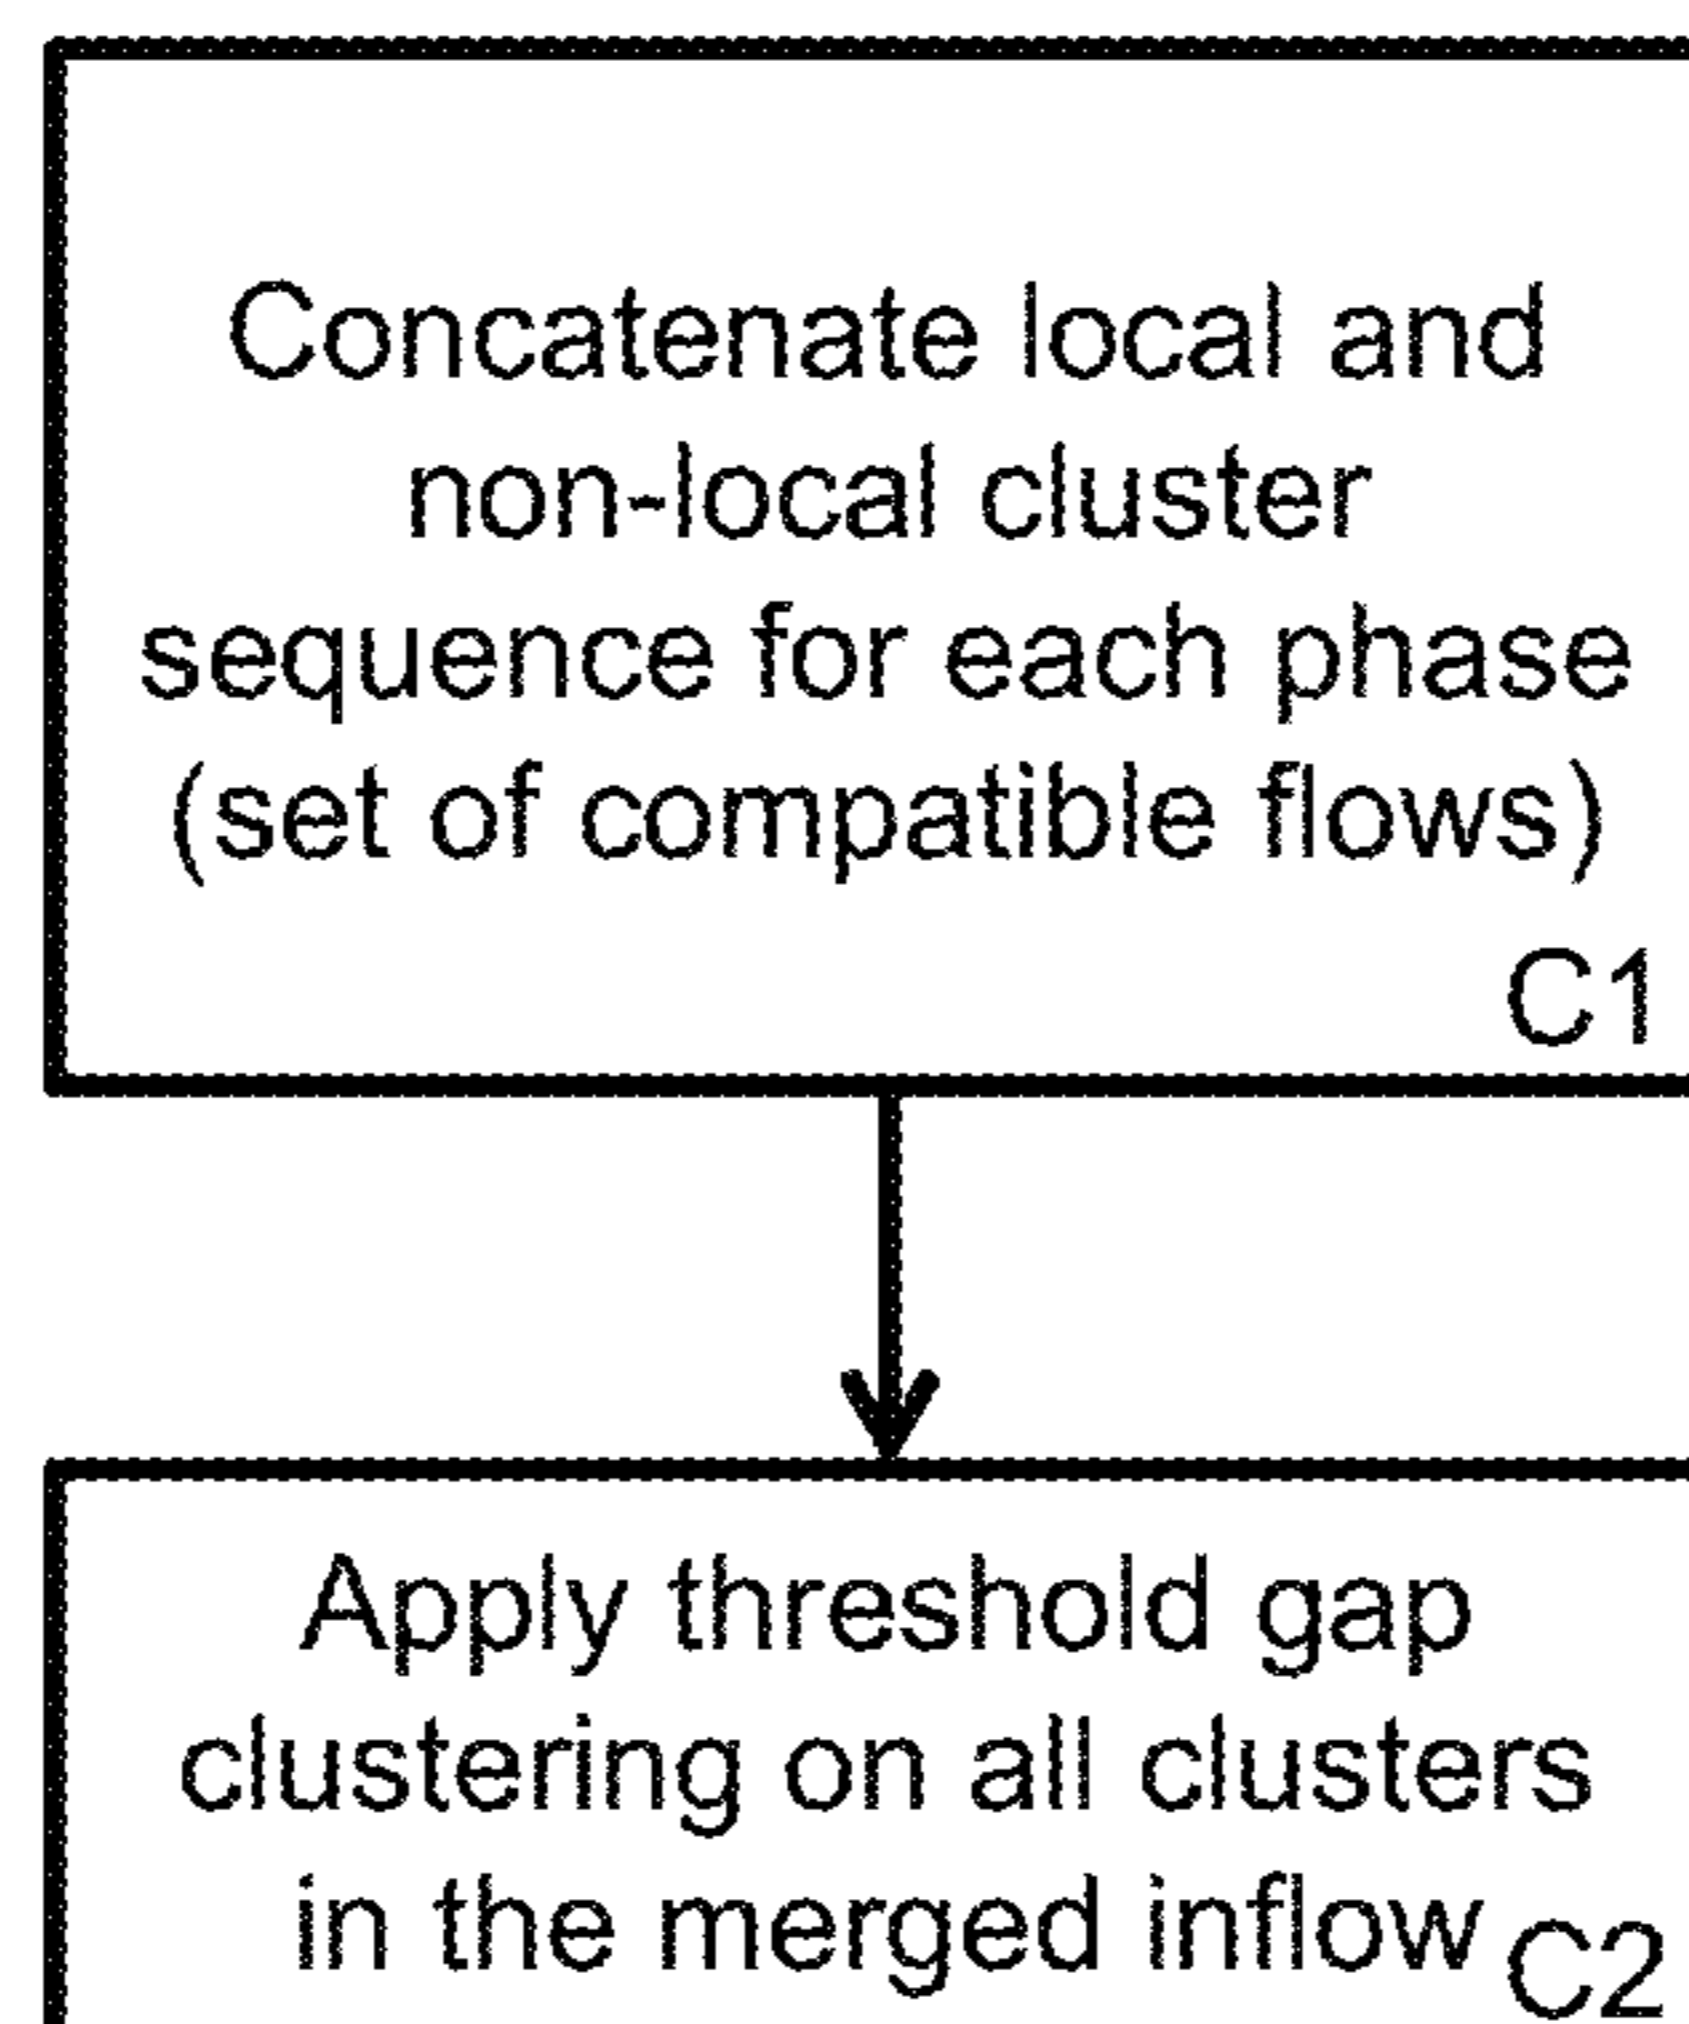 Concatenate local and
non-local cluster
sequence for each phase
(set of compatible flows)
C1
Apply threshold gap
clustering on all clusters
in the merged inflow
C2